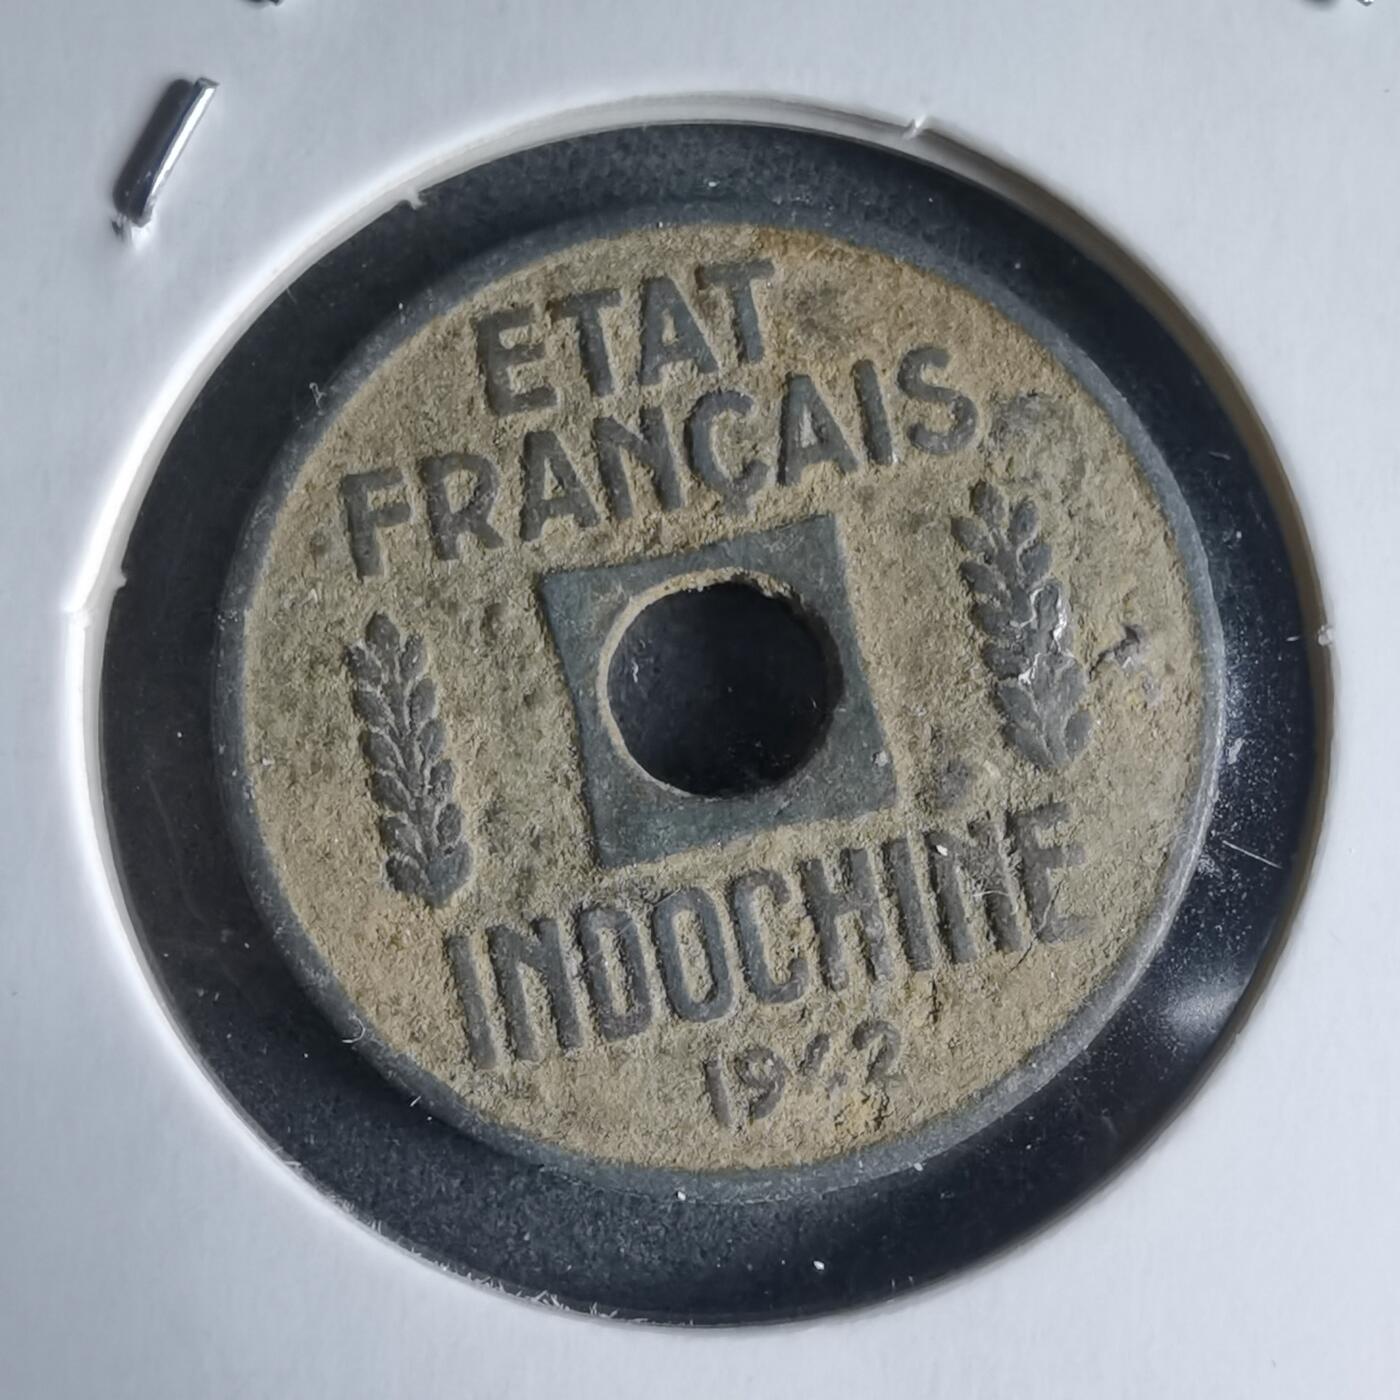 ETAT
FRANÇAIS
INDOCHINE
1942